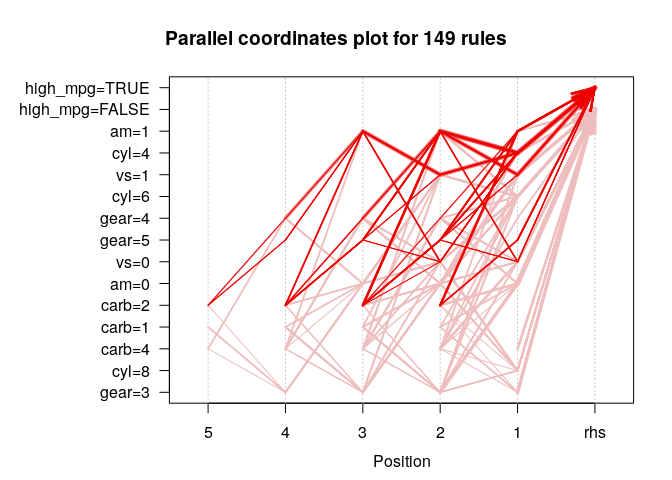 Parallel coordinates plot for 149 rules
high_mpg=TRUE
high_mpg=FALSE
am=1
cyl=4
vs=1
cyl=6
gear=4
gear=5
vs=0
am=0
carb=2
carb=1
carb=4
cyl=8
gear=3
5 4 3 2 1 rhs
Position